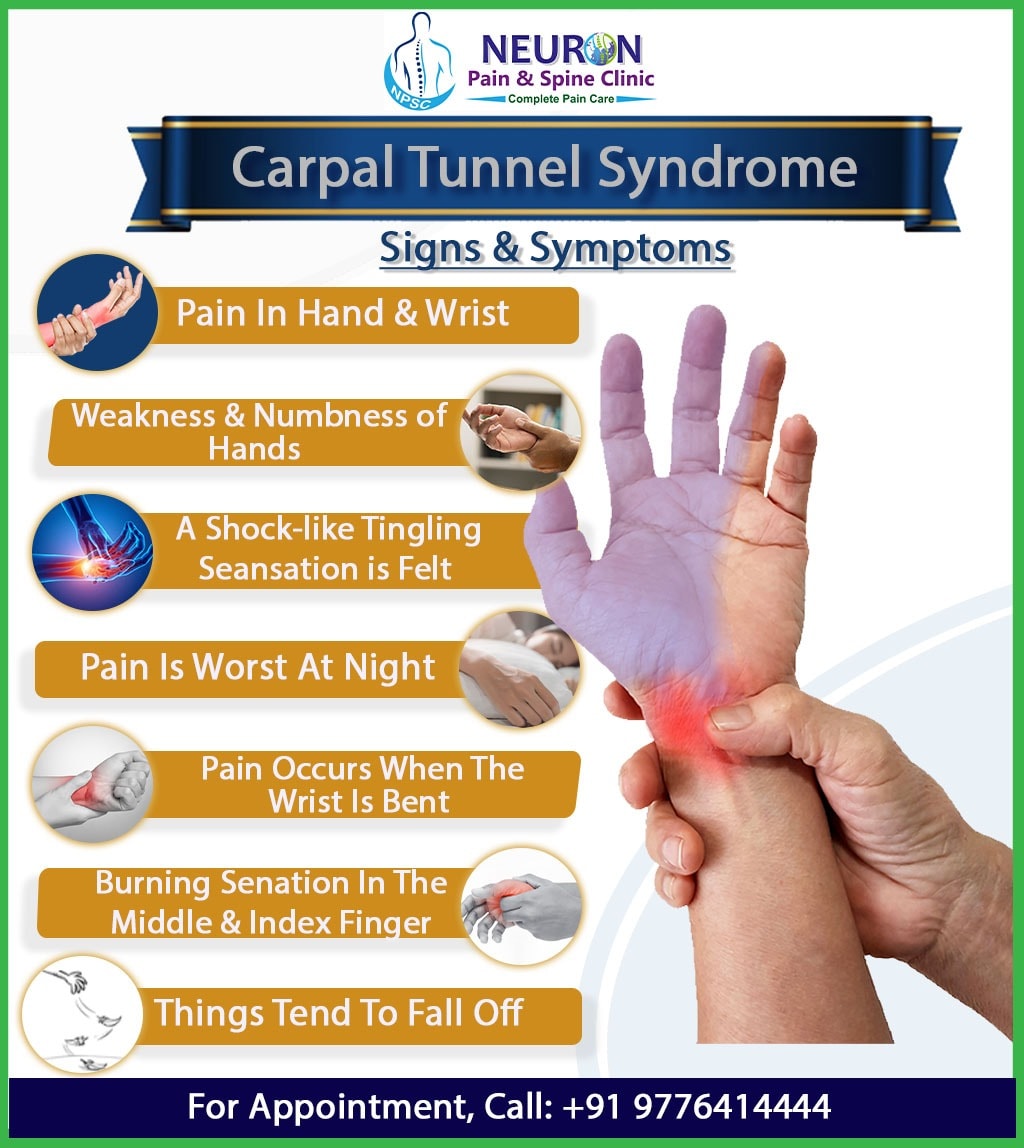 NEURON
Pain & Spine Clinic
Complete Pain Care
NPSC
Carpal Tunnel Syndrome
Signs & Symptoms
Pain In Hand & Wrist
Weakness & Numbness of
Hands
A Shock-like Tingling
Seansation is Felt
Pain Is Worst At Night
Pain Occurs When The
Wrist Is Bent
Burning Senation In The
Middle & Index Finger
Things Tend To Fall Off
For Appointment, Call: +91 9776414444